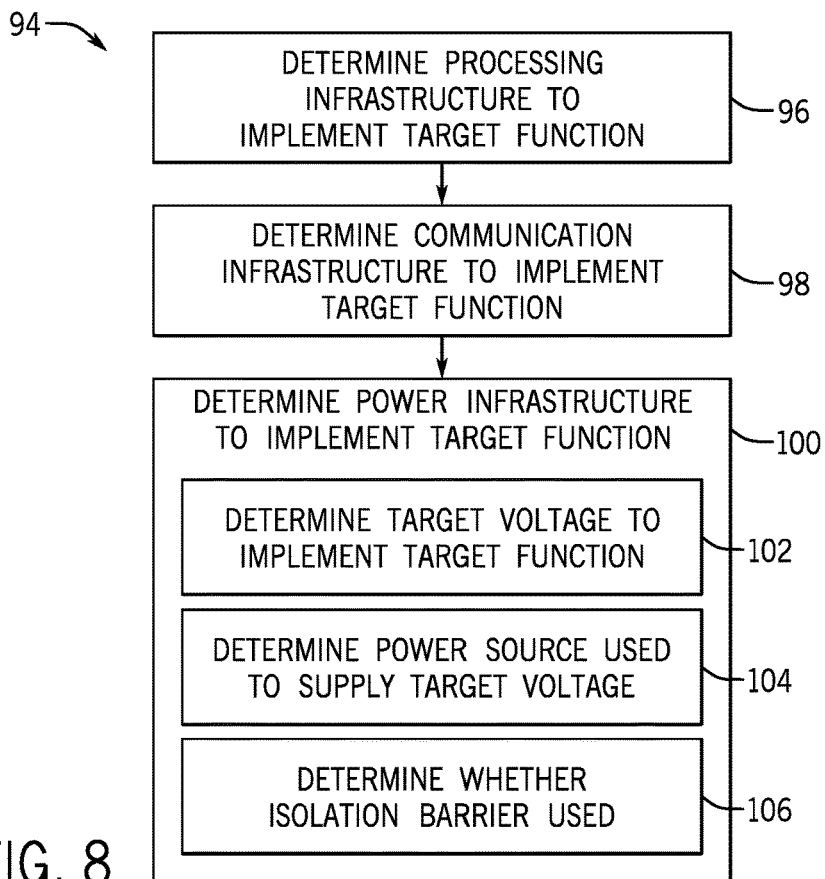 94
DETERMINE PROCESSING
INFRASTRUCTURE TO
IMPLEMENT TARGET FUNCTION
96
DETERMINE COMMUNICATION
INFRASTRUCTURE TO IMPLEMENT
TARGET FUNCTION
98
DETERMINE POWER INFRASTRUCTURE
TO IMPLEMENT TARGET FUNCTION
100
DETERMINE TARGET VOLTAGE TO
IMPLEMENT TARGET FUNCTION
102
DETERMINE POWER SOURCE USED
TO SUPPLY TARGET VOLTAGE
104
DETERMINE WHETHER
ISOLATION BARRIER USED
106
FIG. 8